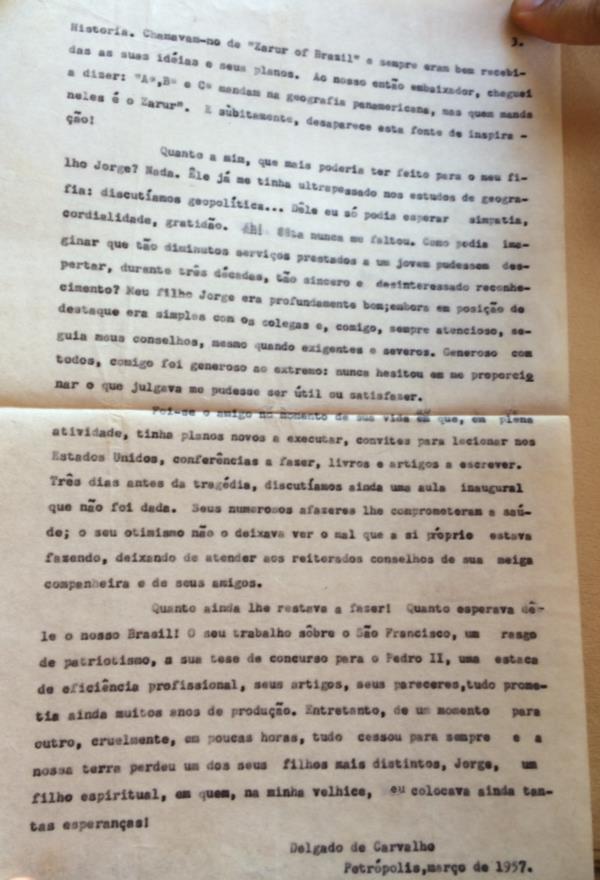 3.
Historia. Chamavam-no de "Zarur of Brazil" e sempre eram bem recebi-
das as suas idéias e seus planos. Ao nosso então embaixador, cheguei
a dizer: "A*,B* e C* mandam na geografia panamericana, mas quem manda
neles é o Zarur". E sùbitamente, desaparece esta fonte de inspira -
ção!
Quanto a mim, que mais poderia ter feito para o meu fi-
lho Jorge? Nada. Êle já me tinha ultrapassado nos estudos de geogra-
fia: discutíamos geopolítica... Dêle eu só podia esperar simpatia,
cordialidade, gratidão. Ah! Esta nunca me faltou. Como podia ima-
ginar que tão diminutos serviços prestados a um jovem pudessem des-
pertar, durante três décadas, tão sincero e desinteressado reconhe-
cimento? Meu filho Jorge era profundamente bom;embora em posição de
destaque era simples com os colegas e, comigo, sempre atencioso, se-
guia meus conselhos, mesmo quando exigentes e severos. Generoso com
todos, comigo foi generoso ao extremo: nunca hesitou em me proporcio
nar o que julgava me pudesse ser útil ou satisfazer.
Foi-se o amigo no momento de sua vida em que, em plena
atividade, tinha planos novos a executar, convites para lecionar nos
Estados Unidos, conferências a fazer, livros e artigos a escrever.
Três dias antes da tragédia, discutíamos ainda uma aula inaugural
que não foi dada. Seus numerosos afazeres lhe comprometeram a saú-
de; o seu otimismo não o deixava ver o mal que a si próprio estava
fazendo, deixando de atender aos reiterados conselhos de sua meiga
companheira e de seus amigos.
Quanto ainda lhe restava a fazer! Quanto esperava dê-
le o nosso Brasil! O seu trabalho sôbre o São Francisco, um rasgo
de patriotismo, a sua tese de concurso para o Pedro II, uma estaca
de eficiência profissional, seus artigos, seus pareceres,tudo prome-
tia ainda muitos anos de produção. Entretanto, de um momento para
outro, cruelmente, em poucas horas, tudo cessou para sempre e a
nossa terra perdeu um dos seus filhos mais distintos, Jorge, um
filho espiritual, em quem, na minha velhice, eu colocava ainda tan-
tas esperanças!
Delgado de Carvalho
Petrópolis,março de 1957.